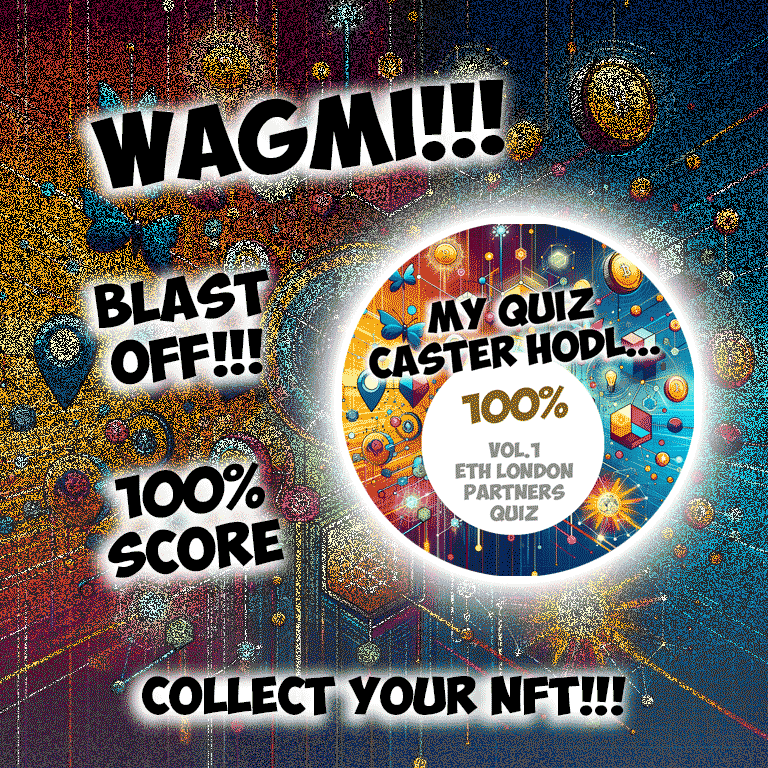 WAGMI!!!
BLAST
OFF!!!
100%
SCORE
MY QUIZ
CASTER HODL...
100%
VOL.1
ETH LONDON
PARTNERS
QUIZ
COLLECT YOUR NFT!!!